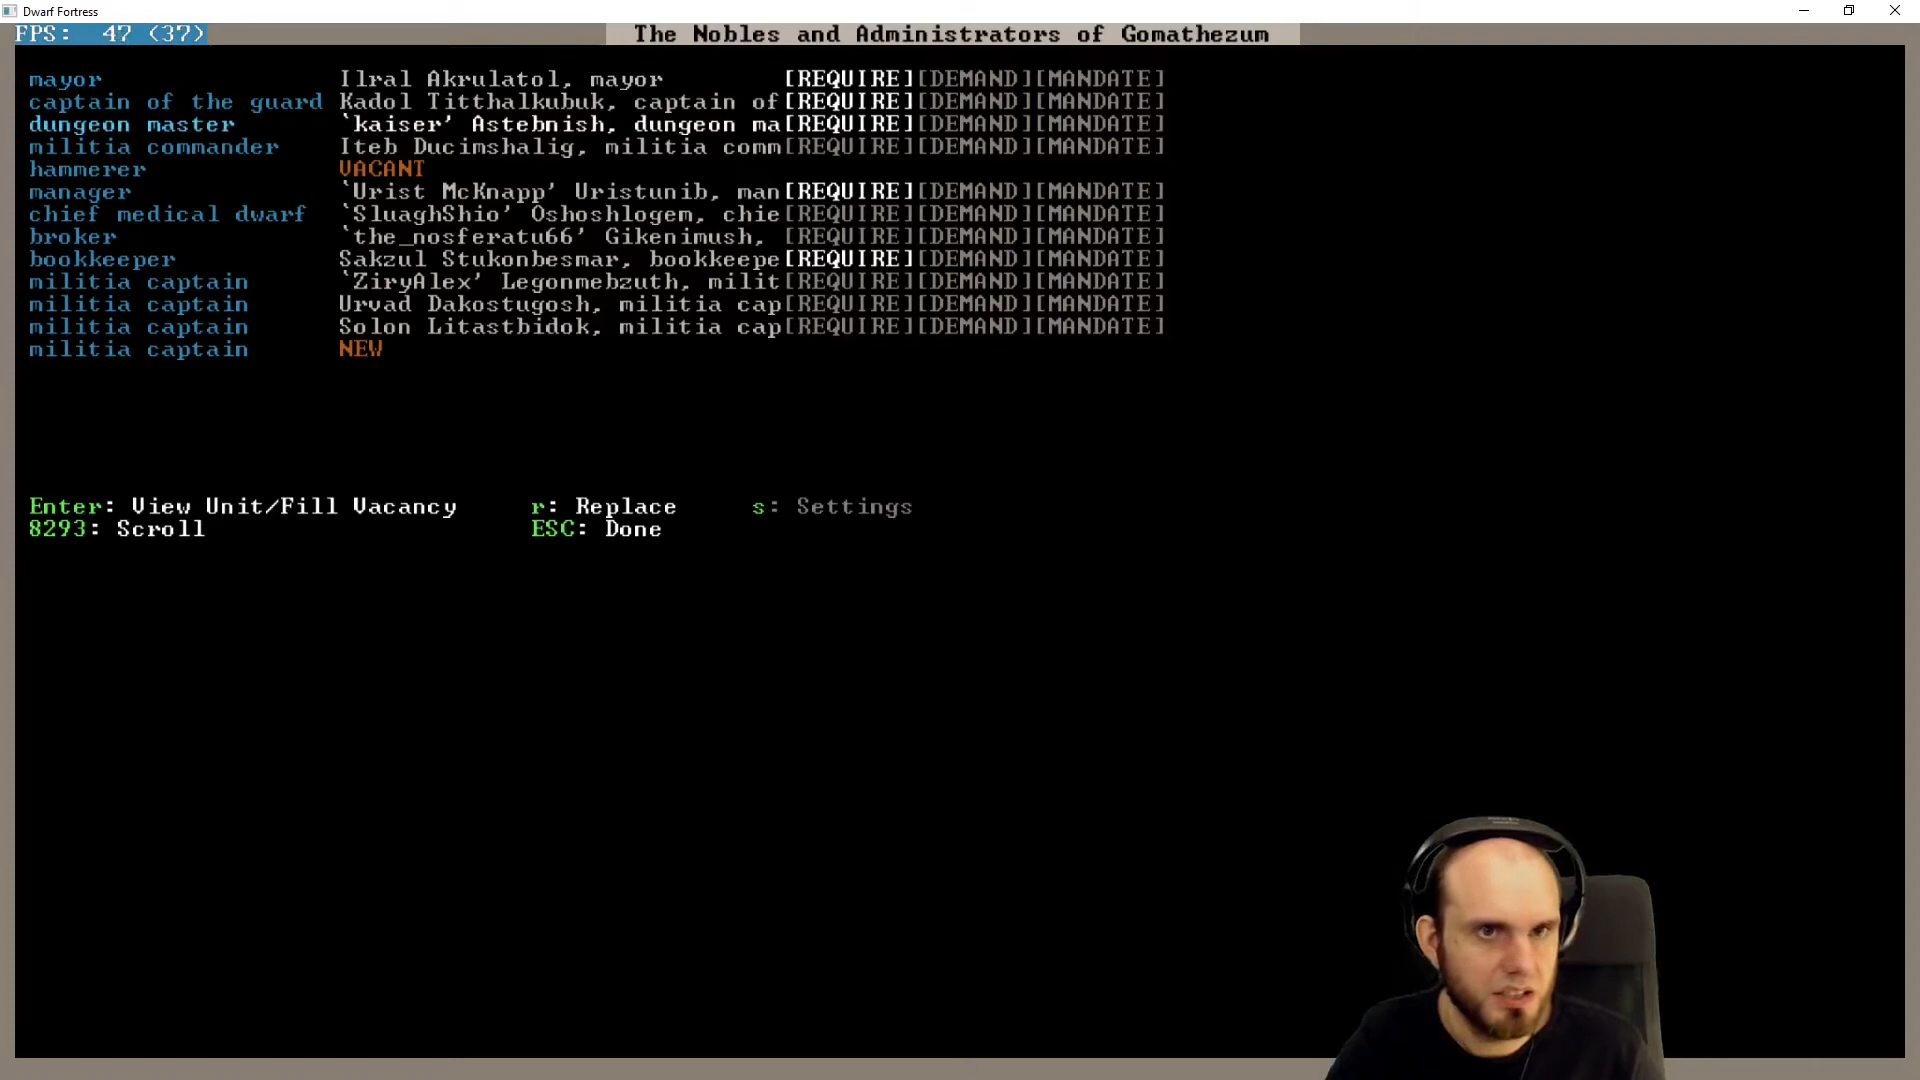 Dwarf Fortress
FPS: 47 (37)
The Nobles and Administrators of Gomathezum
mayor Ilral Akrulatol, mayor [REQUIRE][DEMAND][MANDATE]
captain of the guard Kadol Titthalkubuk, captain of[REQUIRE][DEMAND][MANDATE]
dungeon master `kaiser' Astebnish, dungeon ma[REQUIRE][DEMAND][MANDATE]
militia commander Iteb Ducimshalig, militia comm[REQUIRE][DEMAND][MANDATE]
hammerer VACANT
manager `Urist McKnapp' Uristunib, man[REQUIRE][DEMAND][MANDATE]
chief medical dwarf `SluaghShio' Oshoshlogem, chie[REQUIRE][DEMAND][MANDATE]
broker `the_nosferatu66' Gikenimush, [REQUIRE][DEMAND][MANDATE]
bookkeeper Sakzul Stukonbesmar, bookkeepe[REQUIRE][DEMAND][MANDATE]
militia captain `ZiryAlex' Legonmebzuth, milit[REQUIRE][DEMAND][MANDATE]
militia captain Urvad Dakostugosh, militia cap[REQUIRE][DEMAND][MANDATE]
militia captain Solon Litastbidok, militia cap[REQUIRE][DEMAND][MANDATE]
militia captain NEW
Enter: View Unit/Fill Vacancy r: Replace s: Settings
8293: Scroll ESC: Done